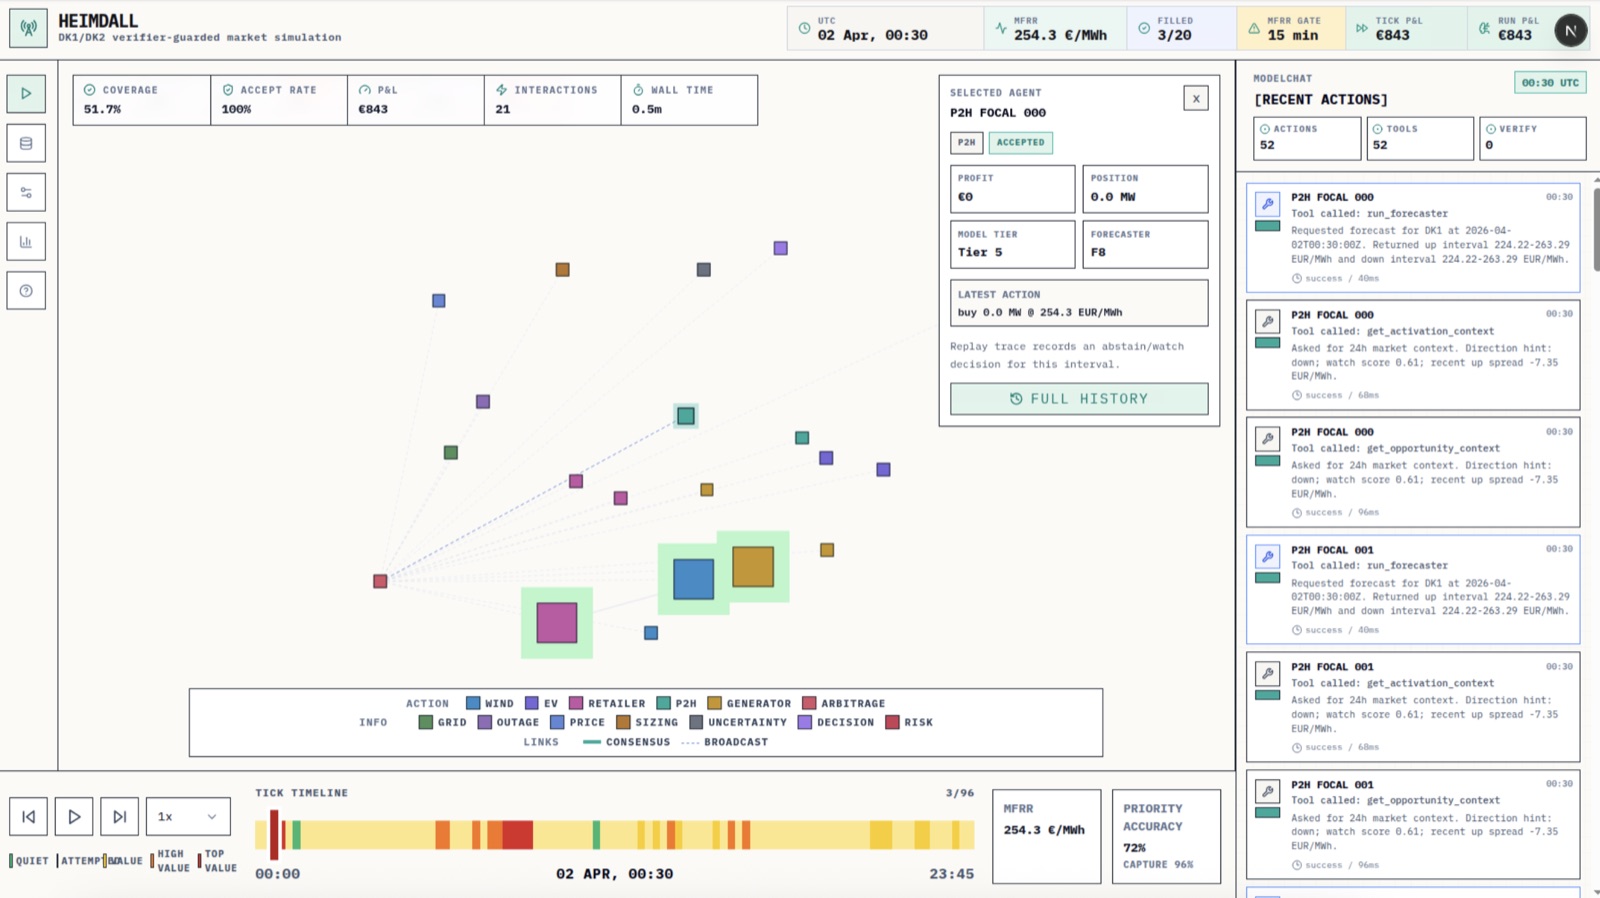 HEIMDALL
DK1/DK2 verifier-guarded market simulation
UTC
02 Apr, 00:30
MFRR
254.3 €/MWh
FILLED
3/20
MFRR GATE
15 min
TICK P&L
€843
RUN P&L
€843
N
COVERAGE
51.7%
ACCEPT RATE
100%
P&L
€843
INTERACTIONS
21
WALL TIME
0.5m
SELECTED AGENT
P2H FOCAL 000
X
P2H
ACCEPTED
PROFIT
€0
POSITION
0.0 MW
MODEL TIER
Tier 5
FORECASTER
F8
LATEST ACTION
buy 0.0 MW @ 254.3 EUR/MWh
Replay trace records an abstain/watch
decision for this interval.
FULL HISTORY
ACTION WIND EV RETAILER P2H GENERATOR ARBITRAGE
INFO GRID OUTAGE PRICE SIZING UNCERTAINTY DECISION RISK
LINKS CONSENSUS BROADCAST
1x
QUIET
VALUE
HIGH
VALUE
TOP
VALUE
TICK TIMELINE
3/96
00:00
02 APR, 00:30
23:45
MFRR
254.3 €/MWh
PRIORITY
ACCURACY
72%
CAPTURE 96%
MODELCHAT
00:30 UTC
[RECENT ACTIONS]
ACTIONS
52
TOOLS
52
VERIFY
0
P2H FOCAL 000
00:30
Tool called: run_forecaster
Requested forecast for DK1 at 2026-04-
02T00:30:00Z. Returned up interval 224.22-263.29
EUR/MWh and down interval 224.22-263.29 EUR/MWh.
success / 40ms
P2H FOCAL 000
00:30
Tool called: get_activation_context
Asked for 24h market context. Direction hint:
down; watch score 0.61; recent up spread -7.35
EUR/MWh.
success / 68ms
P2H FOCAL 000
00:30
Tool called: get_opportunity_context
Asked for 24h market context. Direction hint:
down; watch score 0.61; recent up spread -7.35
EUR/MWh.
success / 96ms
P2H FOCAL 001
00:30
Tool called: run_forecaster
Requested forecast for DK1 at 2026-04-
02T00:30:00Z. Returned up interval 224.22-263.29
EUR/MWh and down interval 224.22-263.29 EUR/MWh.
success / 40ms
P2H FOCAL 001
00:30
Tool called: get_activation_context
Asked for 24h market context. Direction hint:
down; watch score 0.61; recent up spread -7.35
EUR/MWh.
success / 68ms
P2H FOCAL 001
00:30
Tool called: get_opportunity_context
Asked for 24h market context. Direction hint:
down; watch score 0.61; recent up spread -7.35
EUR/MWh.
success / 96ms